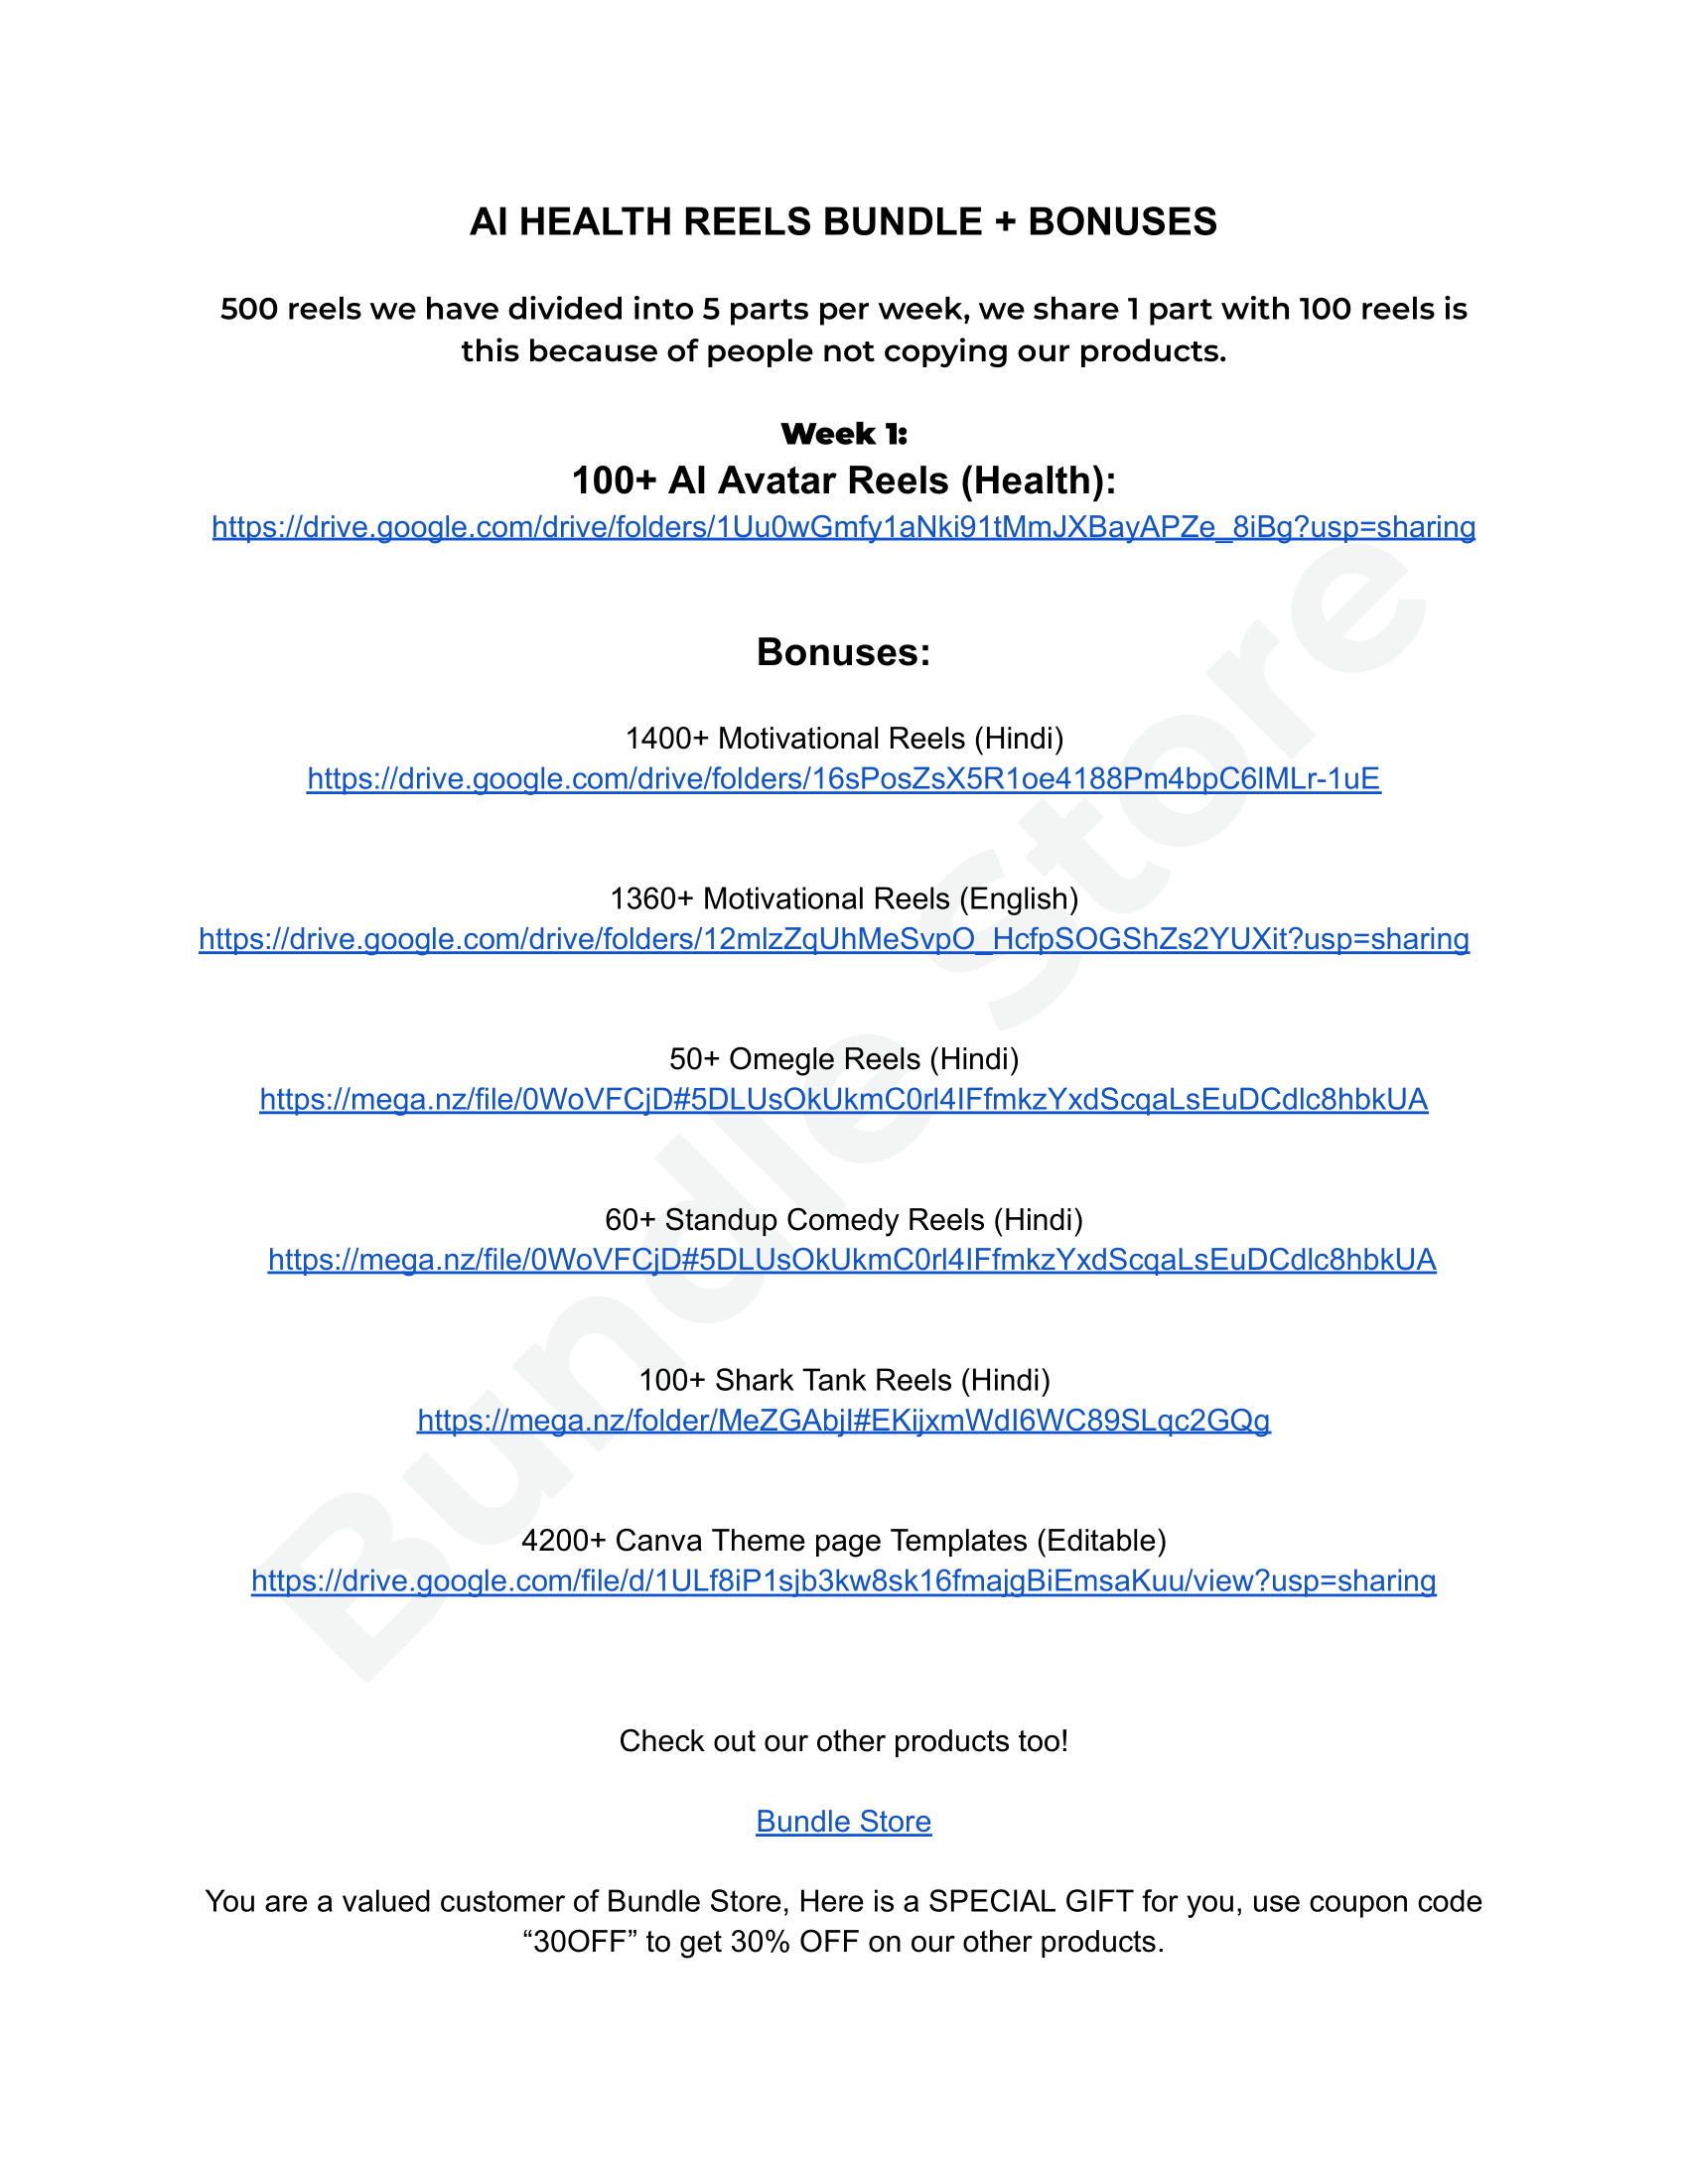 AI HEALTH REELS BUNDLE + BONUSES
500 reels we have divided into 5 parts per week, we share 1 part with 100 reels is
this because of people not copying our products.
Week 1:
100+ AI Avatar Reels (Health):
https://drive.google.com/drive/folders/1Uu0wGmfy1aNki91tMmJXBayAPZe_8iBg?usp=sharing
Bonuses:
1400+ Motivational Reels (Hindi)
https://drive.google.com/drive/folders/16sPosZsX5R1oe4188Pm4bpC6lMLr-1uE
1360+ Motivational Reels (English)
https://drive.google.com/drive/folders/12mlzZqUhMeSvpO_HcfpSOGShZs2YUXit?usp=sharing
50+ Omegle Reels (Hindi)
https://mega.nz/file/0WoVFCjD#5DLUsOkUkmC0rl4IFfmkzYxdScqaLsEuDCdlc8hbkUA
60+ Standup Comedy Reels (Hindi)
https://mega.nz/file/0WoVFCjD#5DLUsOkUkmC0rl4IFfmkzYxdScqaLsEuDCdlc8hbkUA
100+ Shark Tank Reels (Hindi)
https://mega.nz/folder/MeZGAbjI#EKijxmWdI6WC89SLqc2GQg
4200+ Canva Theme page Templates (Editable)
https://drive.google.com/file/d/1ULf8iP1sjb3kw8sk16fmajgBiEmsaKuu/view?usp=sharing
Check out our other products too!
Bundle Store
You are a valued customer of Bundle Store, Here is a SPECIAL GIFT for you, use coupon code
“30OFF” to get 30% OFF on our other products.
Bundle Store